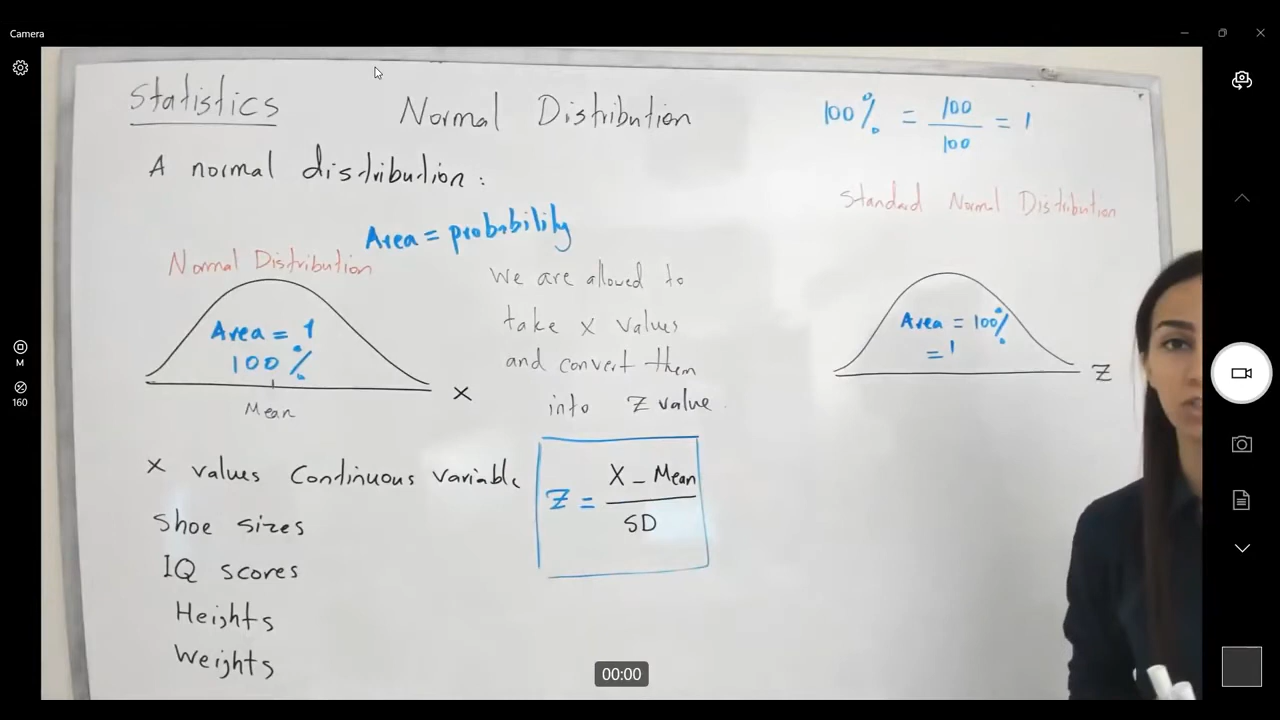 Camera
Statistics
Normal Distribution
100% = 100/100 = 1
A normal distribution:
Standard Normal Distribution
Area = probability
Normal Distribution
We are allowed to
take x values
and convert them
into Z value
Area = 1
100%
Mean
x
Area = 100%
= 1
Z
x values Continuous variable
Z = X - Mean / SD
Shoe sizes
IQ scores
Heights
Weights
M
160
00:00